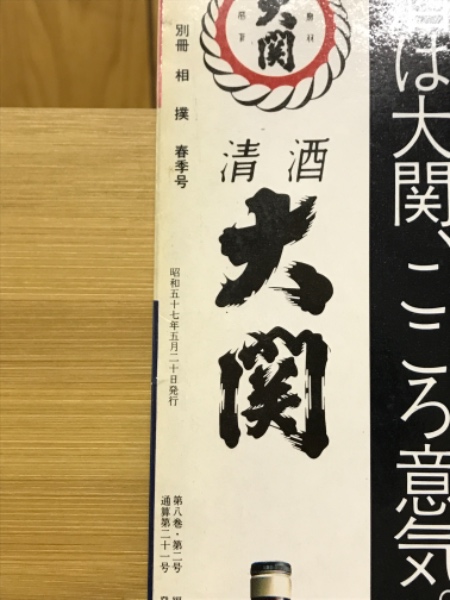 は大関、こころ意気。
大関
清酒
大関
別冊 相撲 春季号
昭和五十七年五月二十日発行
第八巻・第二号
通算第二十一号